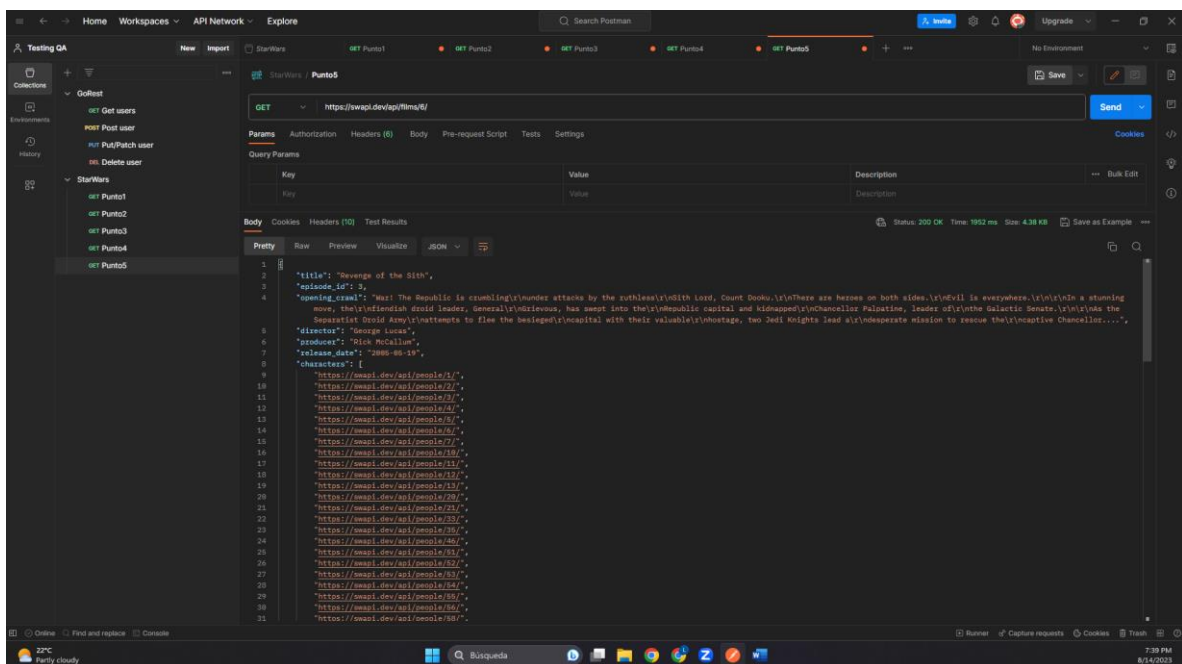 Home Workspaces API Network Explore
Search Postman
Invite
Upgrade
Testing QA
New Import
StarWars
GET Punto1
GET Punto2
GET Punto3
GET Punto4
GET Punto5
No Environment
Collections
Environments
History
GoRest
GET Get users
POST Post user
PUT Put/Patch user
DEL Delete user
StarWars
GET Punto1
GET Punto2
GET Punto3
GET Punto4
GET Punto5
StarWars / Punto5
Save
GET https://swapi.dev/api/films/6/
Send
Params Authorization Headers (6) Body Pre-request Script Tests Settings
Cookies
Query Params
Key Value Description Bulk Edit
Key Value Description
Body Cookies Headers (10) Test Results
Status: 200 OK Time: 1952 ms Size: 4.38 KB Save as Example
Pretty Raw Preview Visualize JSON
1 {
2 "title": "Revenge of the Sith",
3 "episode_id": 3,
4 "opening_crawl": "War! The Republic is crumbling\r\nunder attacks by the ruthless\r\nSith Lord, Count Dooku.\r\nThere are heroes on both sides.\r\nEvil is everywhere.\r\n\r\nIn a stunning
move, the\r\nfiendish droid leader, General\r\nGrievous, has swept into the\r\nRepublic capital and kidnapped\r\nChancellor Palpatine, leader of\r\nthe Galactic Senate.\r\n\r\nAs the
Separatist Droid Army\r\nattempts to flee the besieged\r\ncapital with their valuable\r\nhostage, two Jedi Knights lead a\r\ndesperate mission to rescue the\r\ncaptive Chancellor....",
5 "director": "George Lucas",
6 "producer": "Rick McCallum",
7 "release_date": "2005-05-19",
8 "characters": [
9 "https://swapi.dev/api/people/1/",
10 "https://swapi.dev/api/people/2/",
11 "https://swapi.dev/api/people/3/",
12 "https://swapi.dev/api/people/4/",
13 "https://swapi.dev/api/people/5/",
14 "https://swapi.dev/api/people/6/",
15 "https://swapi.dev/api/people/7/",
16 "https://swapi.dev/api/people/10/",
17 "https://swapi.dev/api/people/11/",
18 "https://swapi.dev/api/people/12/",
19 "https://swapi.dev/api/people/13/",
20 "https://swapi.dev/api/people/20/",
21 "https://swapi.dev/api/people/21/",
22 "https://swapi.dev/api/people/33/",
23 "https://swapi.dev/api/people/35/",
24 "https://swapi.dev/api/people/46/",
25 "https://swapi.dev/api/people/51/",
26 "https://swapi.dev/api/people/52/",
27 "https://swapi.dev/api/people/53/",
28 "https://swapi.dev/api/people/54/",
29 "https://swapi.dev/api/people/55/",
30 "https://swapi.dev/api/people/56/",
31 "https://swapi.dev/api/people/58/",
Online Find and replace Console
Runner Capture requests Cookies Trash
22°C
Partly cloudy
Búsqueda
7:39 PM
8/14/2023